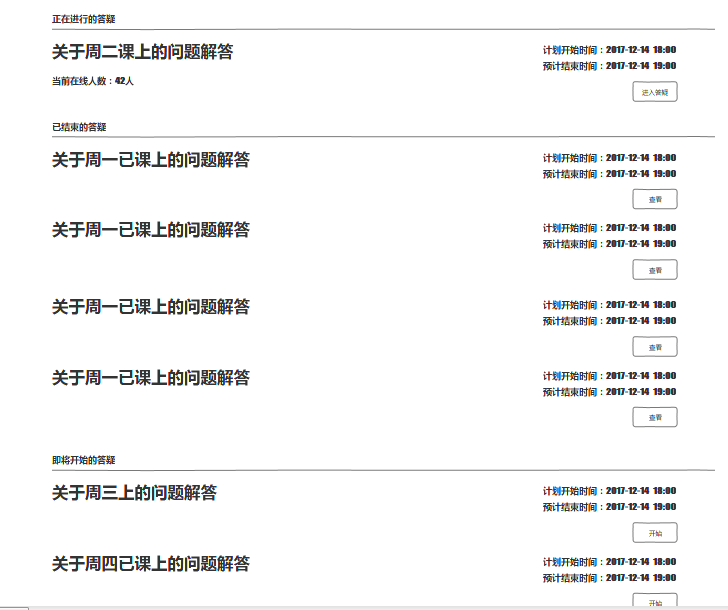 正在进行的答疑
关于周二课上的问题解答
计划开始时间：2017-12-14 18:00
预计结束时间：2017-12-14 19:00
当前在线人数：42人
进入答疑
已结束的答疑
关于周一已课上的问题解答
计划开始时间：2017-12-14 18:00
预计结束时间：2017-12-14 19:00
查看
关于周一已课上的问题解答
计划开始时间：2017-12-14 18:00
预计结束时间：2017-12-14 19:00
查看
关于周一已课上的问题解答
计划开始时间：2017-12-14 18:00
预计结束时间：2017-12-14 19:00
查看
关于周一已课上的问题解答
计划开始时间：2017-12-14 18:00
预计结束时间：2017-12-14 19:00
查看
即将开始的答疑
关于周三上的问题解答
计划开始时间：2017-12-14 18:00
预计结束时间：2017-12-14 19:00
开始
关于周四已课上的问题解答
计划开始时间：2017-12-14 18:00
预计结束时间：2017-12-14 19:00
开始